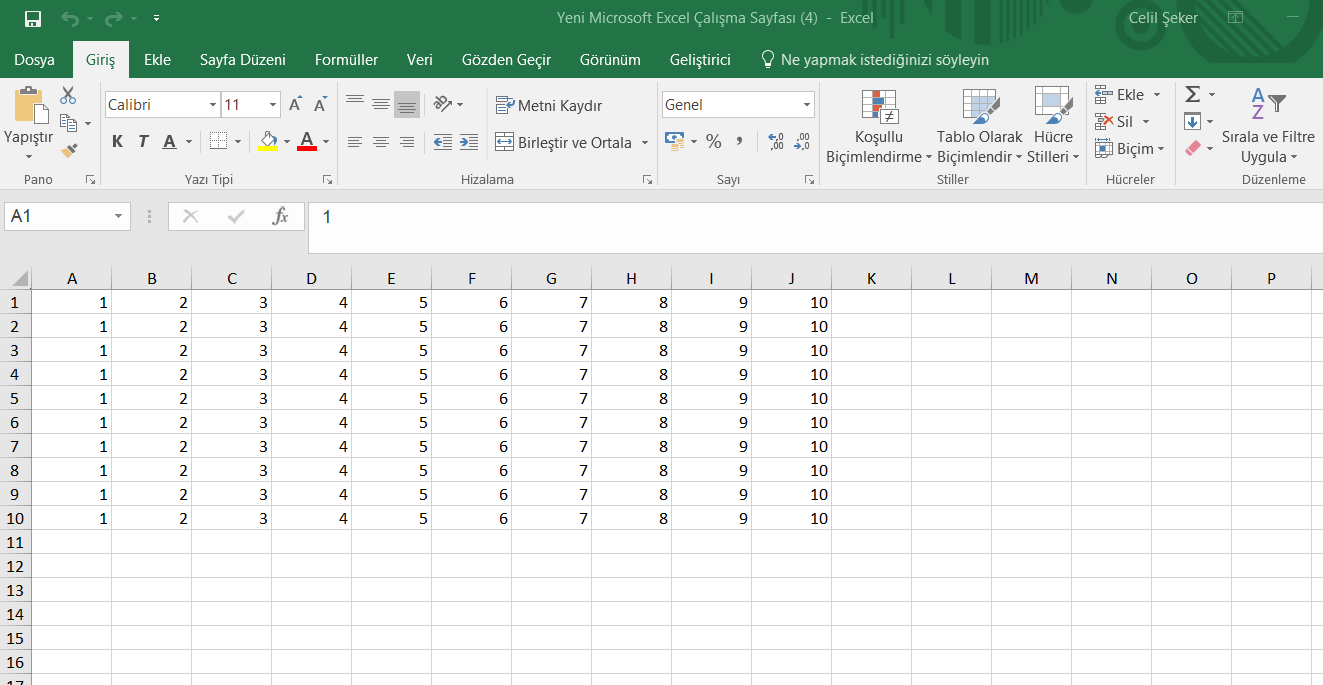 Yeni Microsoft Excel Çalışma Sayfası (4) - Excel Celil Şeker
Dosya Giriş Ekle Sayfa Düzeni Formüller Veri Gözden Geçir Görünüm Geliştirici Ne yapmak istediğinizi söyleyin
Calibri 11 A A Metni Kaydır Genel Ekle Σ
Yapıştır K T A A Birleştir ve Ortala % , ,00 ,00 Koşullu Biçimlendirme Tablo Olarak Biçimlendir Hücre Stilleri Sil Biçim Sırala ve Filtre Uygula
Pano Yazı Tipi Hizalama Sayı Stiller Hücreler Düzenleme
A1 fx 1
A B C D E F G H I J K L M N O P
1 1 2 3 4 5 6 7 8 9 10
2 1 2 3 4 5 6 7 8 9 10
3 1 2 3 4 5 6 7 8 9 10
4 1 2 3 4 5 6 7 8 9 10
5 1 2 3 4 5 6 7 8 9 10
6 1 2 3 4 5 6 7 8 9 10
7 1 2 3 4 5 6 7 8 9 10
8 1 2 3 4 5 6 7 8 9 10
9 1 2 3 4 5 6 7 8 9 10
10 1 2 3 4 5 6 7 8 9 10
11
12
13
14
15
16
17